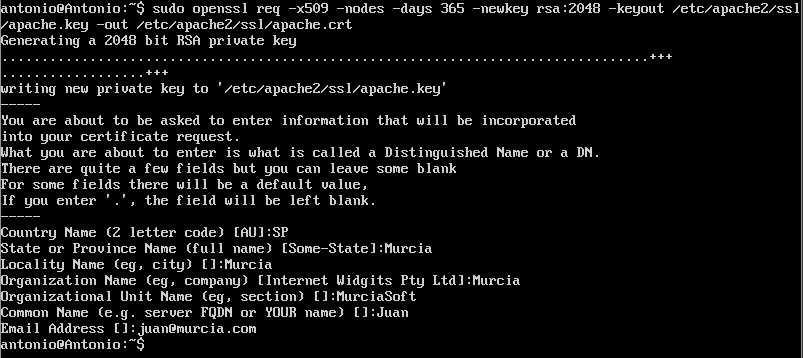 antonio@Antonio:~$ sudo openssl req -x509 -nodes -days 365 -newkey rsa:2048 -keyout /etc/apache2/ssl
/apache.key -out /etc/apache2/ssl/apache.crt
Generating a 2048 bit RSA private key
.................................................................................+++
..................+++
writing new private key to '/etc/apache2/ssl/apache.key'
-----
You are about to be asked to enter information that will be incorporated
into your certificate request.
What you are about to enter is what is called a Distinguished Name or a DN.
There are quite a few fields but you can leave some blank
For some fields there will be a default value,
If you enter '.', the field will be left blank.
-----
Country Name (2 letter code) [AU]:SP
State or Province Name (full name) [Some-State]:Murcia
Locality Name (eg, city) []:Murcia
Organization Name (eg, company) [Internet Widgits Pty Ltd]:Murcia
Organizational Unit Name (eg, section) []:MurciaSoft
Common Name (e.g. server FQDN or YOUR name) []:Juan
Email Address []:juan@murcia.com
antonio@Antonio:~$